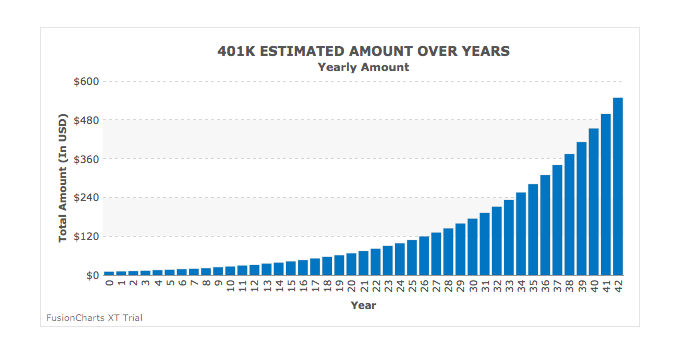 401K ESTIMATED AMOUNT OVER YEARS
Yearly Amount
Total Amount (In USD)
$600
$480
$360
$240
$120
$0
0 1 2 3 4 5 6 7 8 9 10 11 12 13 14 15 16 17 18 19 20 21 22 23 24 25 26 27 28 29 30 31 32 33 34 35 36 37 38 39 40 41 42
Year
FusionCharts XT Trial